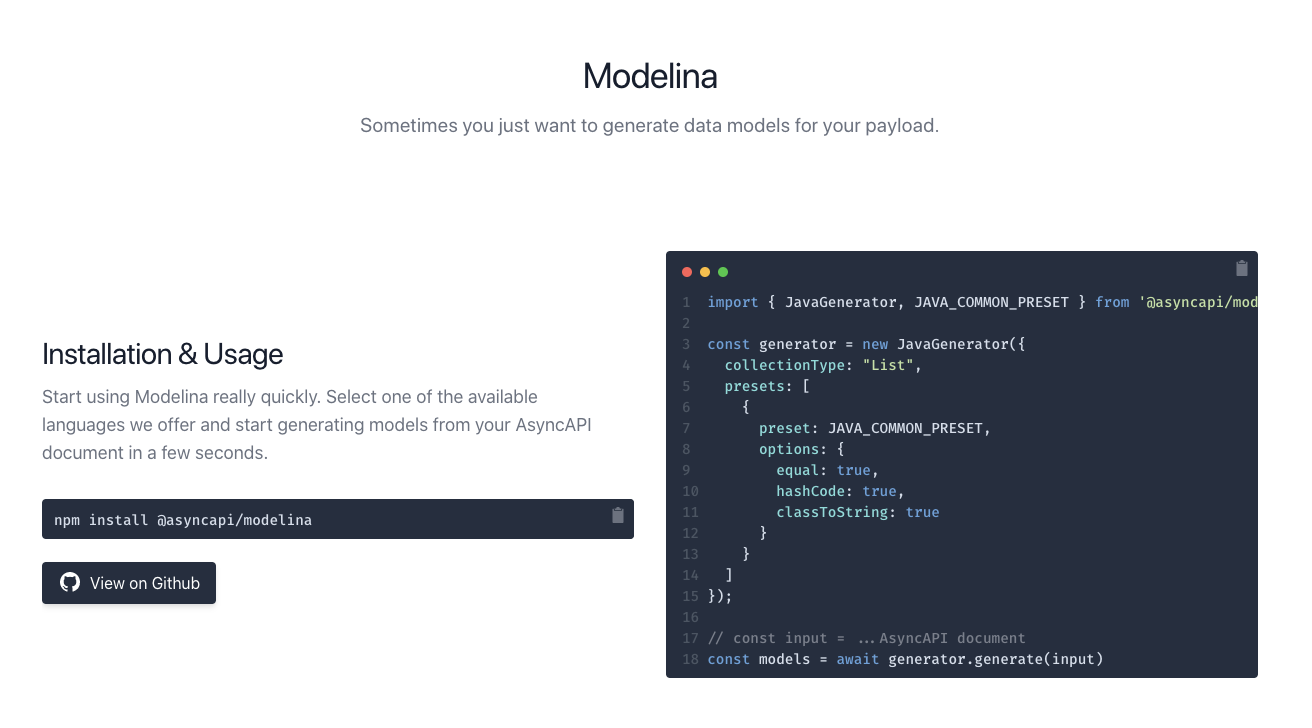 Modelina
Sometimes you just want to generate data models for your payload.
Installation & Usage
Start using Modelina really quickly. Select one of the available
languages we offer and start generating models from your AsyncAPI
document in a few seconds.
npm install @asyncapi/modelina
View on Github
1 import { JavaGenerator, JAVA_COMMON_PRESET } from '@asyncapi/mod
2
3 const generator = new JavaGenerator({
4   collectionType: "List",
5   presets: [
6     {
7       preset: JAVA_COMMON_PRESET,
8       options: {
9         equal: true,
10         hashCode: true,
11         classToString: true
12       }
13     }
14   ]
15 });
16
17 // const input = ...AsyncAPI document
18 const models = await generator.generate(input)